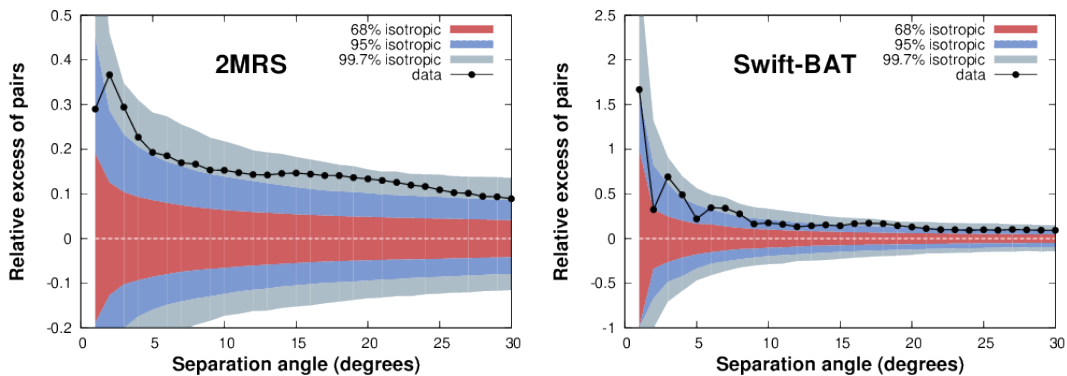 2MRS
68% isotropic
95% isotropic
99.7% isotropic
data
Relative excess of pairs
0.5
0.4
0.3
0.2
0.1
0
-0.1
-0.2
0 5 10 15 20 25 30
Separation angle (degrees)
Swift-BAT
68% isotropic
95% isotropic
99.7% isotropic
data
Relative excess of pairs
2.5
2
1.5
1
0.5
0
-0.5
-1
0 5 10 15 20 25 30
Separation angle (degrees)